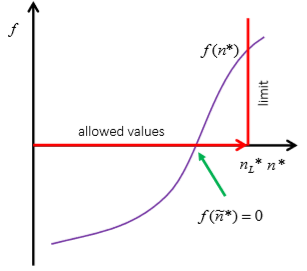 f
f(n*)
limit
allowed values
n_L* n*
f(ñ*) = 0